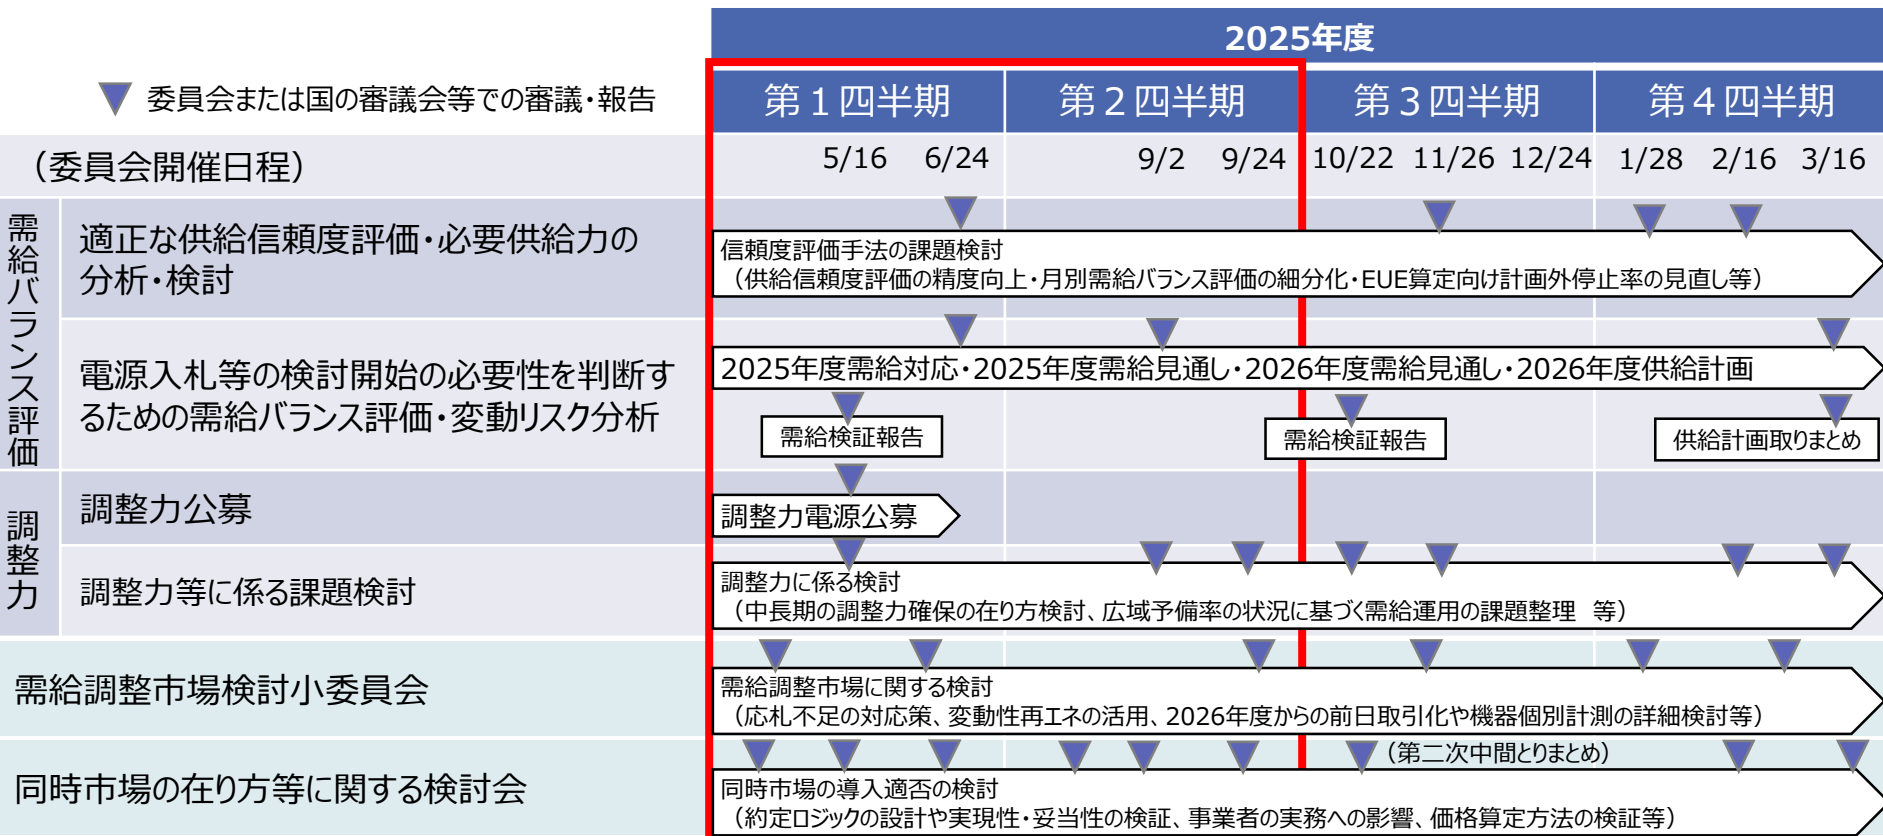 2025年度
委員会または国の審議会等での審議・報告
第１四半期
第２四半期
第３四半期
第４四半期
（委員会開催日程）
5/16 6/24 9/2 9/24 10/22 11/26 12/24 1/28 2/16 3/16
需給バランス評価
適正な供給信頼度評価・必要供給力の
分析・検討
信頼度評価手法の課題検討
（供給信頼度評価の精度向上・月別需給バランス評価の細分化・EUE算定向け計画外停止率の見直し等）
電源入札等の検討開始の必要性を判断す
るための需給バランス評価・変動リスク分析
2025年度需給対応・2025年度需給見通し・2026年度需給見通し・2026年度供給計画
需給検証報告
需給検証報告
供給計画取りまとめ
調整力
調整力公募
調整力電源公募
調整力等に係る課題検討
調整力に係る検討
（中長期の調整力確保の在り方検討、広域予備率の状況に基づく需給運用の課題整理　等）
需給調整市場検討小委員会
需給調整市場に関する検討
（応札不足の対応策、変動性再エネの活用、2026年度からの前日取引化や機器個別計測の詳細検討等）
同時市場の在り方等に関する検討会
（第二次中間とりまとめ）
同時市場の導入適否の検討
（約定ロジックの設計や実現性・妥当性の検証、事業者の実務への影響、価格算定方法の検証等）